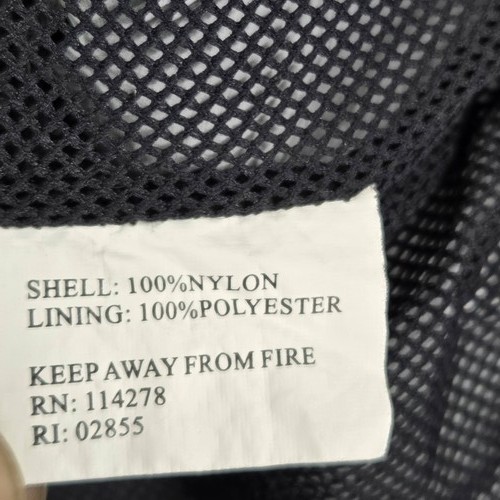 SHELL: 100%NYLON
LINING: 100%POLYESTER
KEEP AWAY FROM FIRE
RN: 114278
RI: 02855